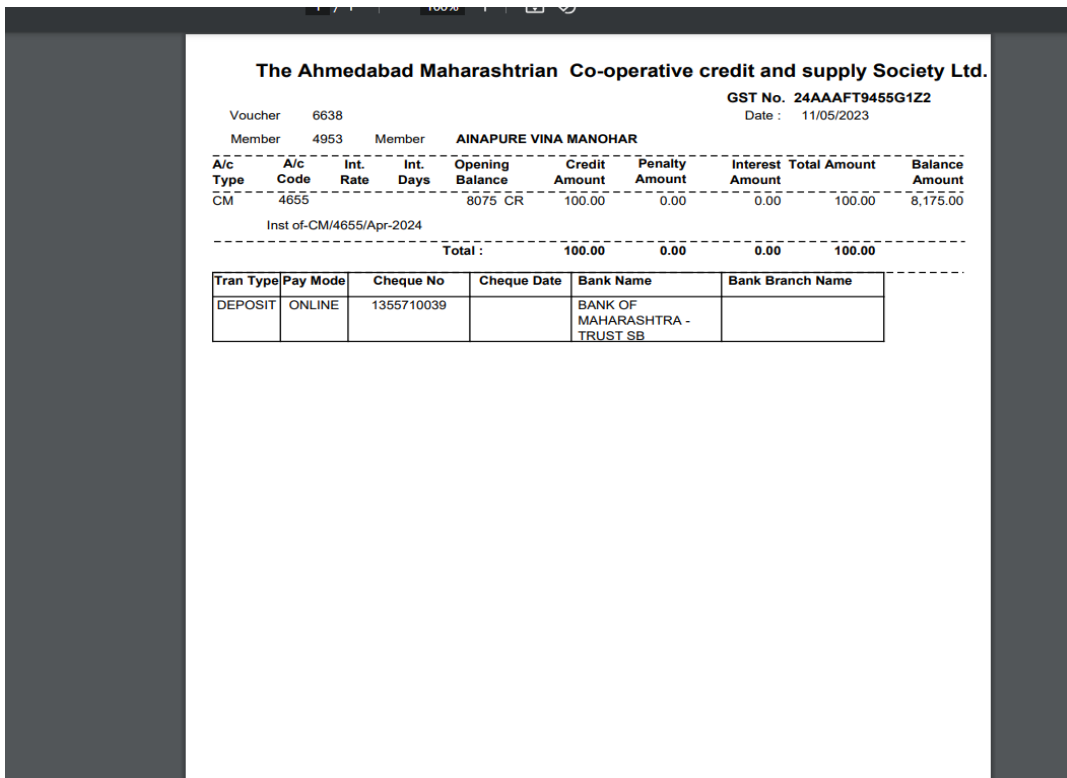 The Ahmedabad Maharashtrian Co-operative credit and supply Society Ltd.
GST No. 24AAAFT9455G1Z2
Voucher 6638 Date : 11/05/2023
Member 4953 Member AINAPURE VINA MANOHAR
A/c A/c Int. Int. Opening Credit Penalty Interest Total Amount Balance
Type Code Rate Days Balance Amount Amount Amount Amount
CM 4655 8075 CR 100.00 0.00 0.00 100.00 8,175.00
Inst of-CM/4655/Apr-2024
Total : 100.00 0.00 0.00 100.00
Tran Type Pay Mode Cheque No Cheque Date Bank Name Bank Branch Name
DEPOSIT ONLINE 1355710039 BANK OF
MAHARASHTRA -
TRUST SB